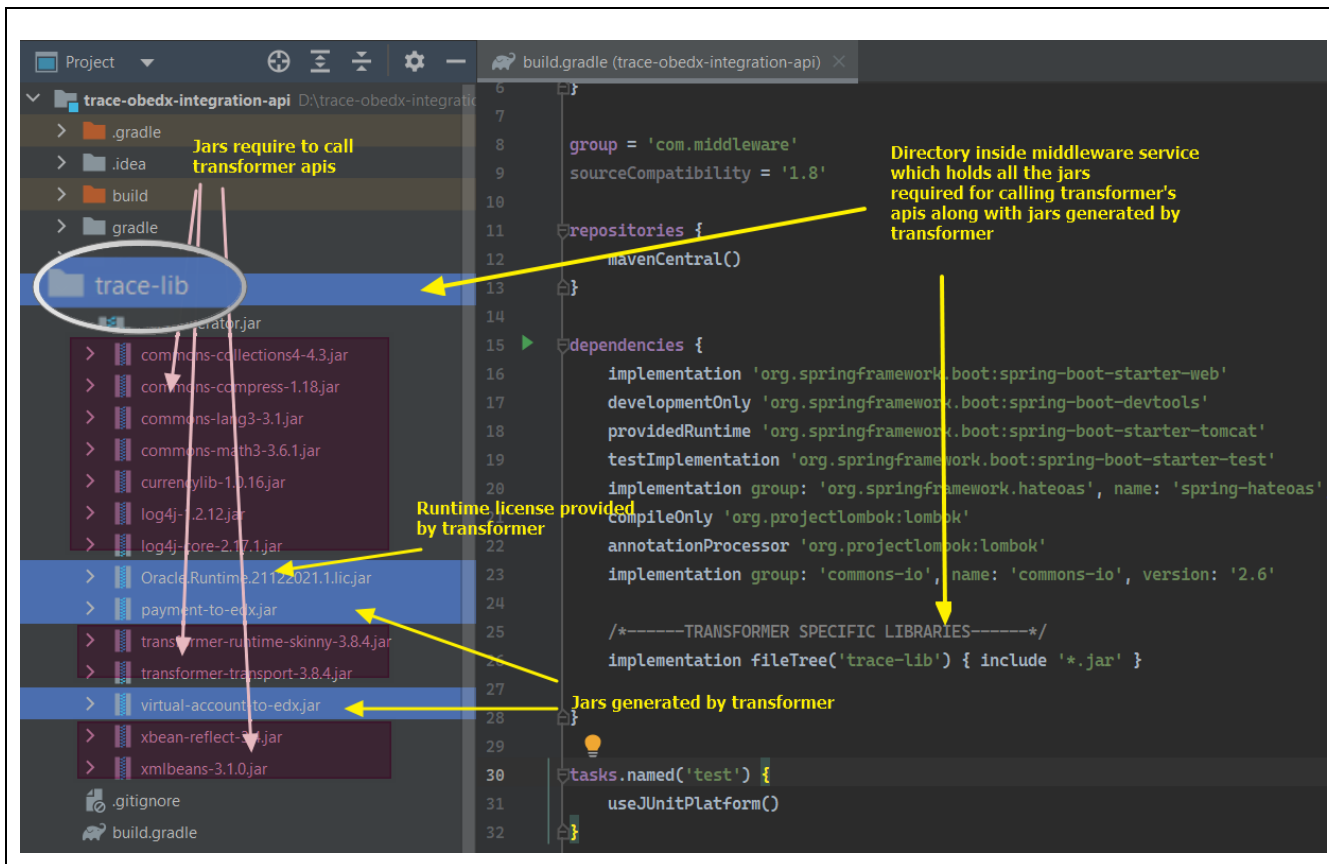 Project
build.gradle (trace-obedx-integration-api)
trace-obedx-integration-api D:\trace-obedx-integratic
.gradle
.idea
build
gradle
trace-lib
erator.jar
commons-collections4-4.3.jar
commons-compress-1.18.jar
commons-lang3-3.1.jar
commons-math3-3.6.1.jar
currencylib-1.0.16.jar
log4j-1.2.12.jar
log4j-core-2.17.1.jar
Oracle.Runtime.21122021.1.lic.jar
payment-to-edx.jar
transformer-runtime-skinny-3.8.4.jar
transformer-transport-3.8.4.jar
virtual-account-to-edx.jar
xbean-reflect-3.4.jar
xmlbeans-3.1.0.jar
.gitignore
build.gradle
Jars require to call
transformer apis
Runtime license provided
by transformer
Jars generated by transformer
Directory inside middleware service
which holds all the jars
required for calling transformer's
apis along with jars generated by
transformer
6 }
7
8 group = 'com.middleware'
9 sourceCompatibility = '1.8'
10
11 repositories {
12 mavenCentral()
13 }
14
15 dependencies {
16 implementation 'org.springframework.boot:spring-boot-starter-web'
17 developmentOnly 'org.springframework.boot:spring-boot-devtools'
18 providedRuntime 'org.springframework.boot:spring-boot-starter-tomcat'
19 testImplementation 'org.springframework.boot:spring-boot-starter-test'
20 implementation group: 'org.springframework.hateoas', name: 'spring-hateoas'
21 compileOnly 'org.projectlombok:lombok'
22 annotationProcessor 'org.projectlombok:lombok'
23 implementation group: 'commons-io', name: 'commons-io', version: '2.6'
24
25 /*------TRANSFORMER SPECIFIC LIBRARIES------*/
26 implementation fileTree('trace-lib') { include '*.jar' }
27
28 }
29
30 tasks.named('test') {
31 useJUnitPlatform()
32 }